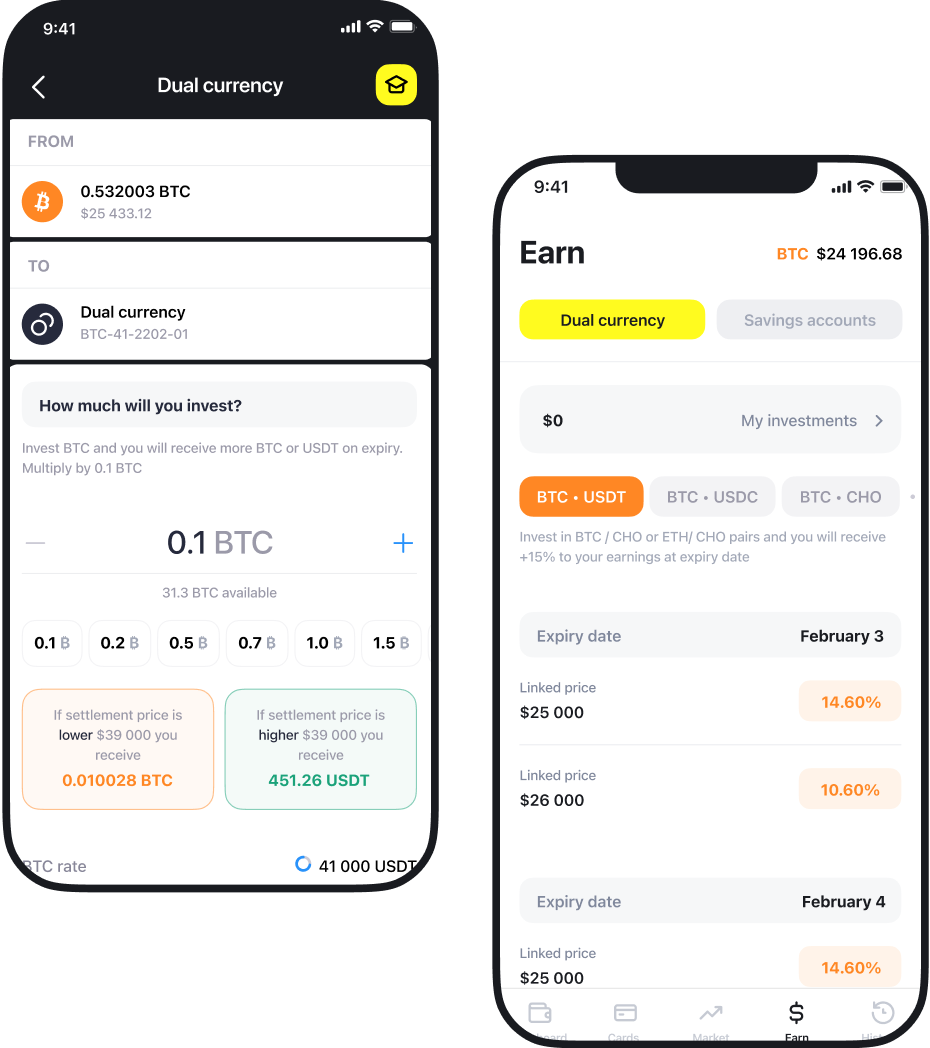 9:41
Dual currency
FROM
0.532003 BTC
$25 433.12
TO
Dual currency
BTC-41-2202-01
How much will you invest?
Invest BTC and you will receive more BTC or USDT on expiry.
Multiply by 0.1 BTC
0.1 BTC
31.3 BTC available
0.1 ฿ 0.2 ฿ 0.5 ฿ 0.7 ฿ 1.0 ฿ 1.5 ฿
If settlement price is
lower $39 000 you
receive
0.010028 BTC
If settlement price is
higher $39 000 you
receive
451.26 USDT
BTC rate 41 000 USDT
9:41
Earn BTC $24 196.68
Dual currency Savings accounts
$0 My investments
BTC • USDT BTC • USDC BTC • CHO
Invest in BTC / CHO or ETH/ CHO pairs and you will receive
+15% to your earnings at expiry date
Expiry date February 3
Linked price
$25 000 14.60%
Linked price
$26 000 10.60%
Expiry date February 4
Linked price
$25 000 14.60%
Cards Market Earn